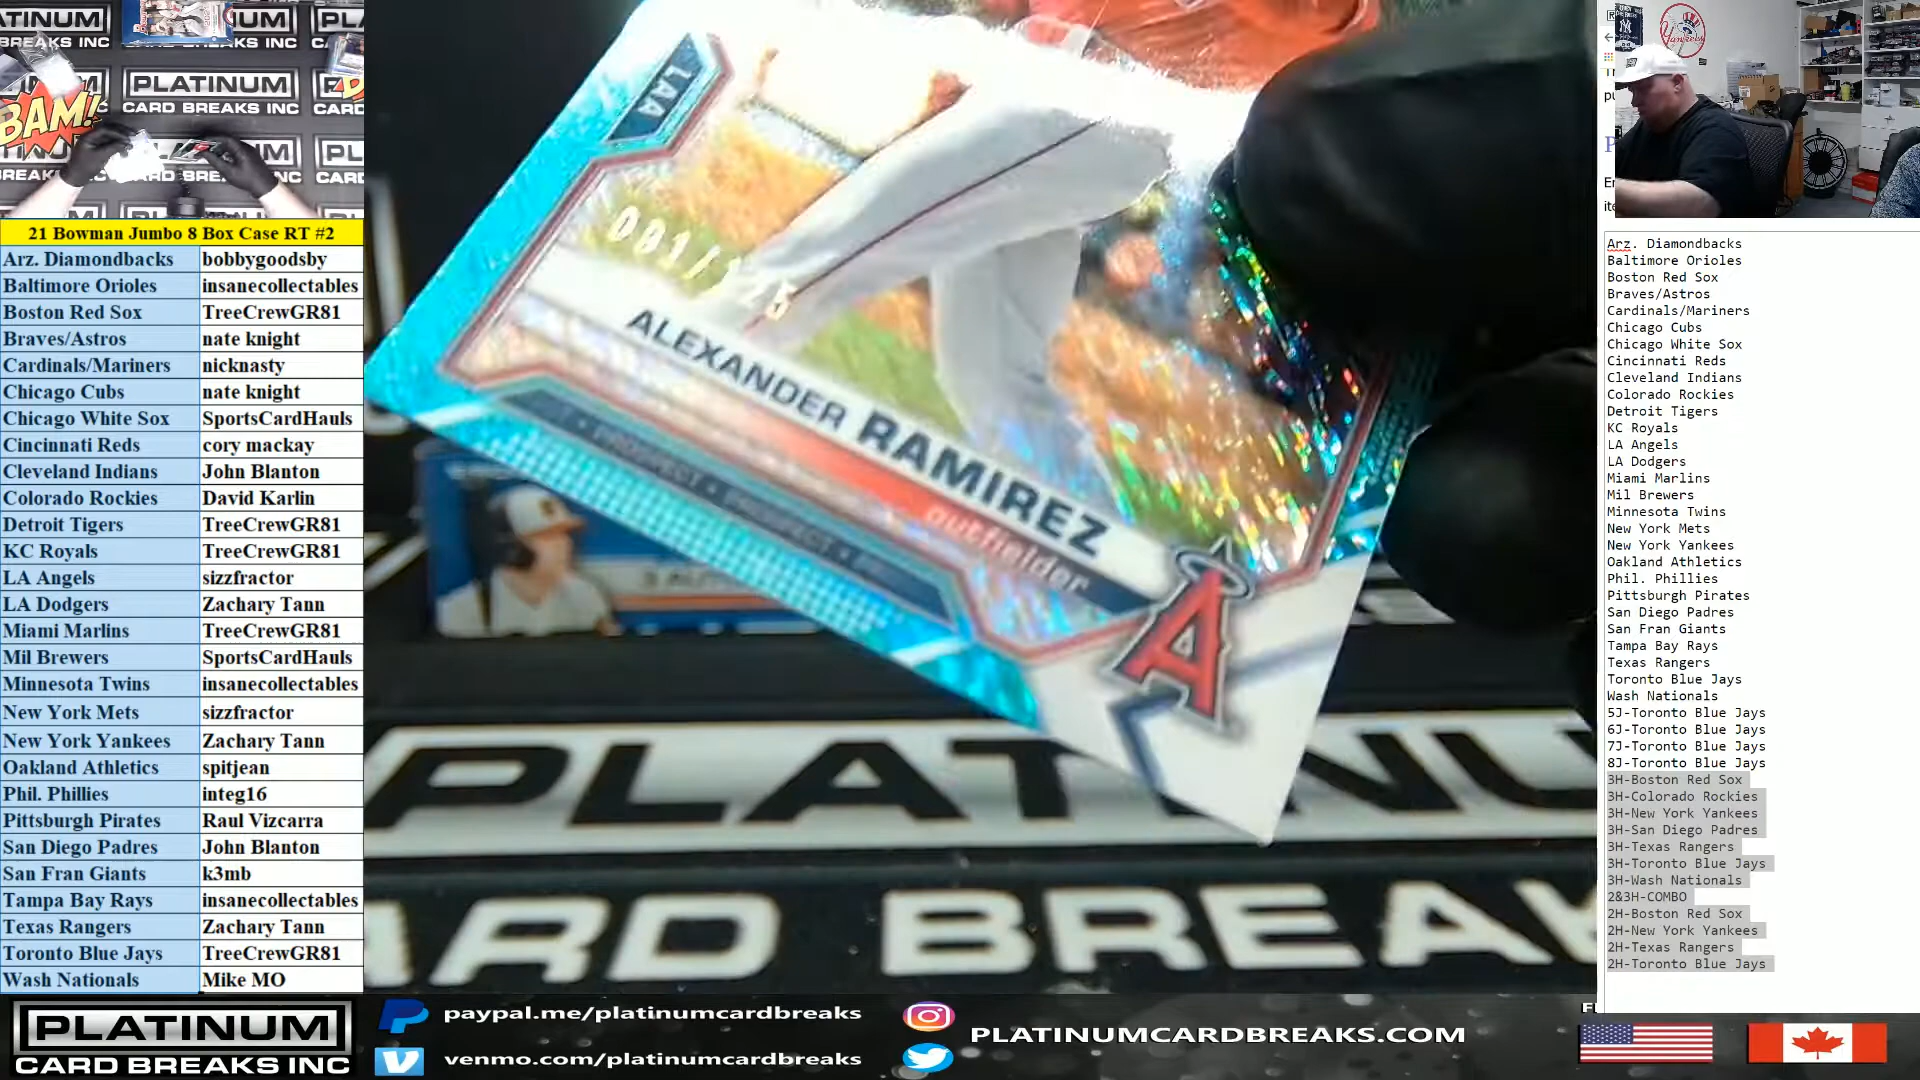 PLATINUM
CARD BREAKS INC
BAM!
21 Bowman Jumbo 8 Box Case RT #2
Arz. Diamondbacks bobbygoodsby
Baltimore Orioles insanecollectables
Boston Red Sox TreeCrewGR81
Braves/Astros nate knight
Cardinals/Mariners nicknasty
Chicago Cubs nate knight
Chicago White Sox SportsCardHauls
Cincinnati Reds cory mackay
Cleveland Indians John Blanton
Colorado Rockies David Karlin
Detroit Tigers TreeCrewGR81
KC Royals TreeCrewGR81
LA Angels sizzfractor
LA Dodgers Zachary Tann
Miami Marlins TreeCrewGR81
Mil Brewers SportsCardHauls
Minnesota Twins insanecollectables
New York Mets sizzfractor
New York Yankees Zachary Tann
Oakland Athletics spitjean
Phil. Phillies integ16
Pittsburgh Pirates Raul Vizcarra
San Diego Padres John Blanton
San Fran Giants k3mb
Tampa Bay Rays insanecollectables
Texas Rangers Zachary Tann
Toronto Blue Jays TreeCrewGR81
Wash Nationals Mike MO
LAA
ALEXANDER RAMIREZ
outfielder
PROSPECT • PROSPECT
A
PLATINU
ARD BREAK
Yankees
Arz. Diamondbacks
Baltimore Orioles
Boston Red Sox
Braves/Astros
Cardinals/Mariners
Chicago Cubs
Chicago White Sox
Cincinnati Reds
Cleveland Indians
Colorado Rockies
Detroit Tigers
KC Royals
LA Angels
LA Dodgers
Miami Marlins
Mil Brewers
Minnesota Twins
New York Mets
New York Yankees
Oakland Athletics
Phil. Phillies
Pittsburgh Pirates
San Diego Padres
San Fran Giants
Tampa Bay Rays
Texas Rangers
Toronto Blue Jays
Wash Nationals
5J-Toronto Blue Jays
6J-Toronto Blue Jays
7J-Toronto Blue Jays
8J-Toronto Blue Jays
3H-Boston Red Sox
3H-Colorado Rockies
3H-New York Yankees
3H-San Diego Padres
3H-Texas Rangers
3H-Toronto Blue Jays
3H-Wash Nationals
2&3H-COMBO
2H-Boston Red Sox
2H-New York Yankees
2H-Texas Rangers
2H-Toronto Blue Jays
PLATINUM
CARD BREAKS INC
paypal.me/platinumcardbreaks
venmo.com/platinumcardbreaks
PLATINUMCARDBREAKS.COM